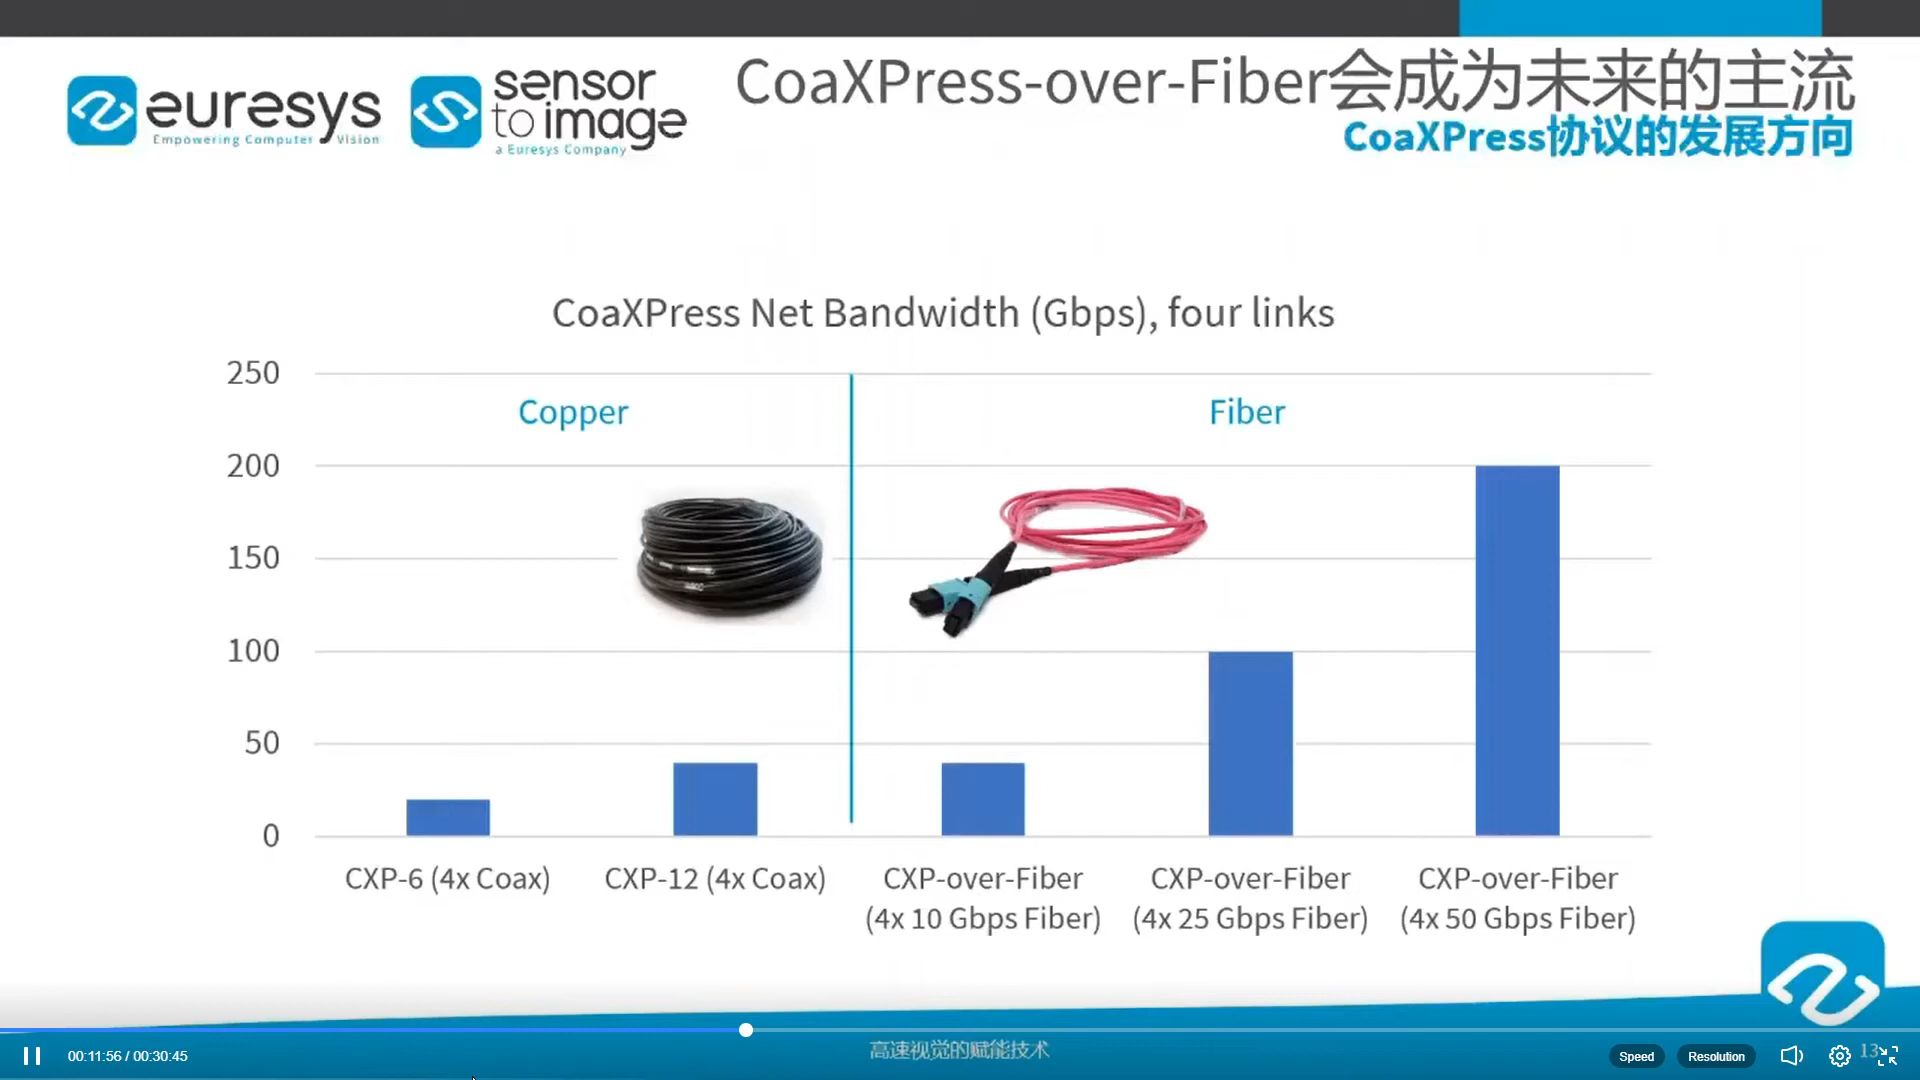 euresys
Empowering Computer Vision
sensor
to image
a Euresys Company
CoaXPress-over-Fiber会成为未来的主流
CoaXPress协议的发展方向
CoaXPress Net Bandwidth (Gbps), four links
250
200
150
100
50
0
Copper
Fiber
CXP-6 (4x Coax)
CXP-12 (4x Coax)
CXP-over-Fiber
(4x 10 Gbps Fiber)
CXP-over-Fiber
(4x 25 Gbps Fiber)
CXP-over-Fiber
(4x 50 Gbps Fiber)
00:11:56 / 00:30:45
高速视觉的赋能技术
Speed
Resolution
13